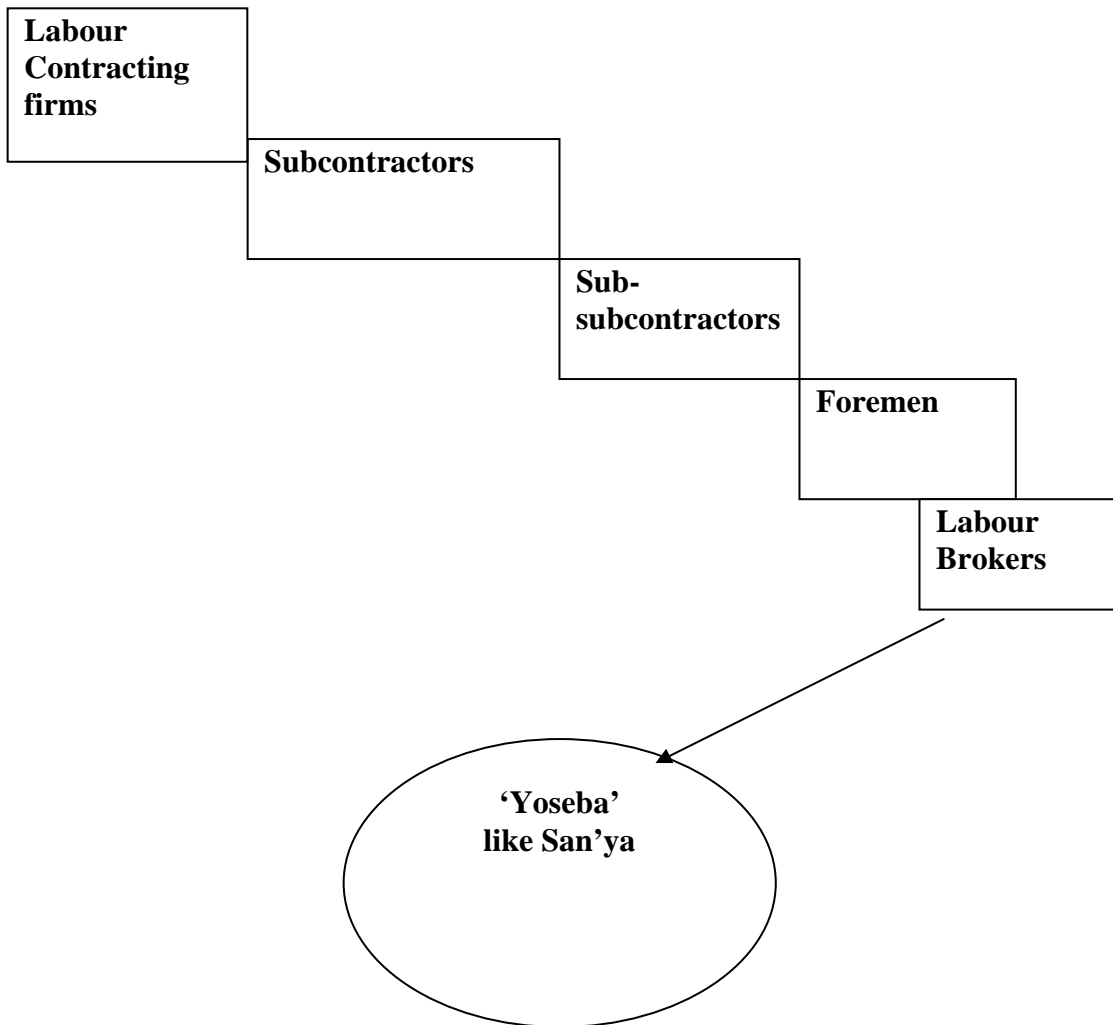 Labour
Contracting
firms
Subcontractors
Sub-
subcontractors
Foremen
Labour
Brokers
‘Yoseba’
like San’ya